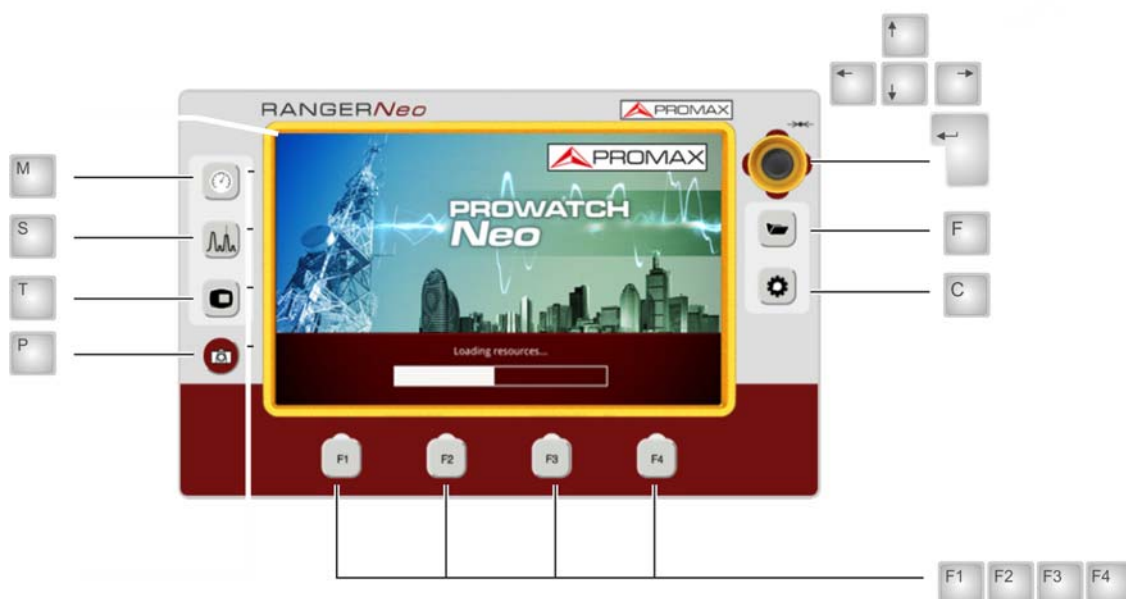 RANGERNeo
PROMAX
PROMAX
PROWATCH
Neo
Loading resources...
M
S
T
P
F
C
F1 F2 F3 F4
F1 F2 F3 F4